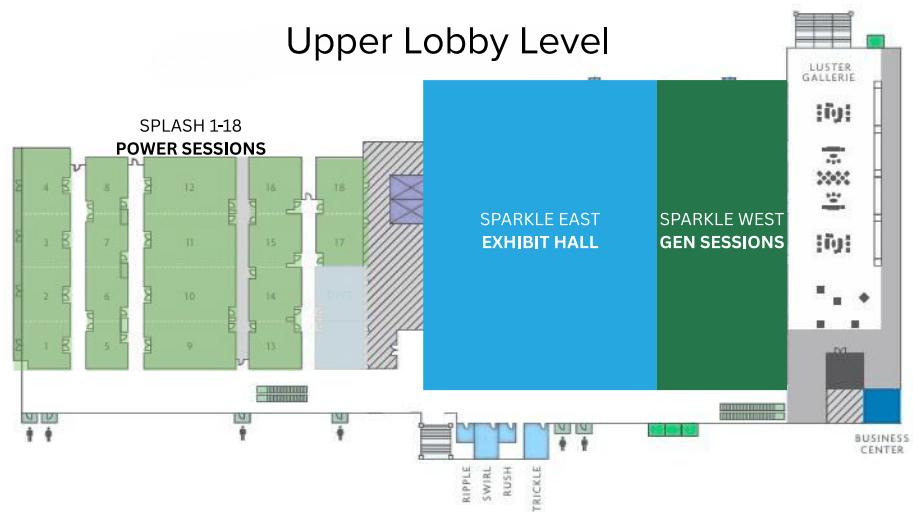 Upper Lobby Level
LUSTER
GALLERIE
SPLASH 1-18
POWER SESSIONS
4
8
12
16
18
SPARKLE EAST
EXHIBIT HALL
SPARKLE WEST
GEN SESSIONS
3
7
11
15
17
2
6
10
14
1
5
9
13
BUSINESS
CENTER
RIPPLE
SWIRL
RUSH
TRICKLE